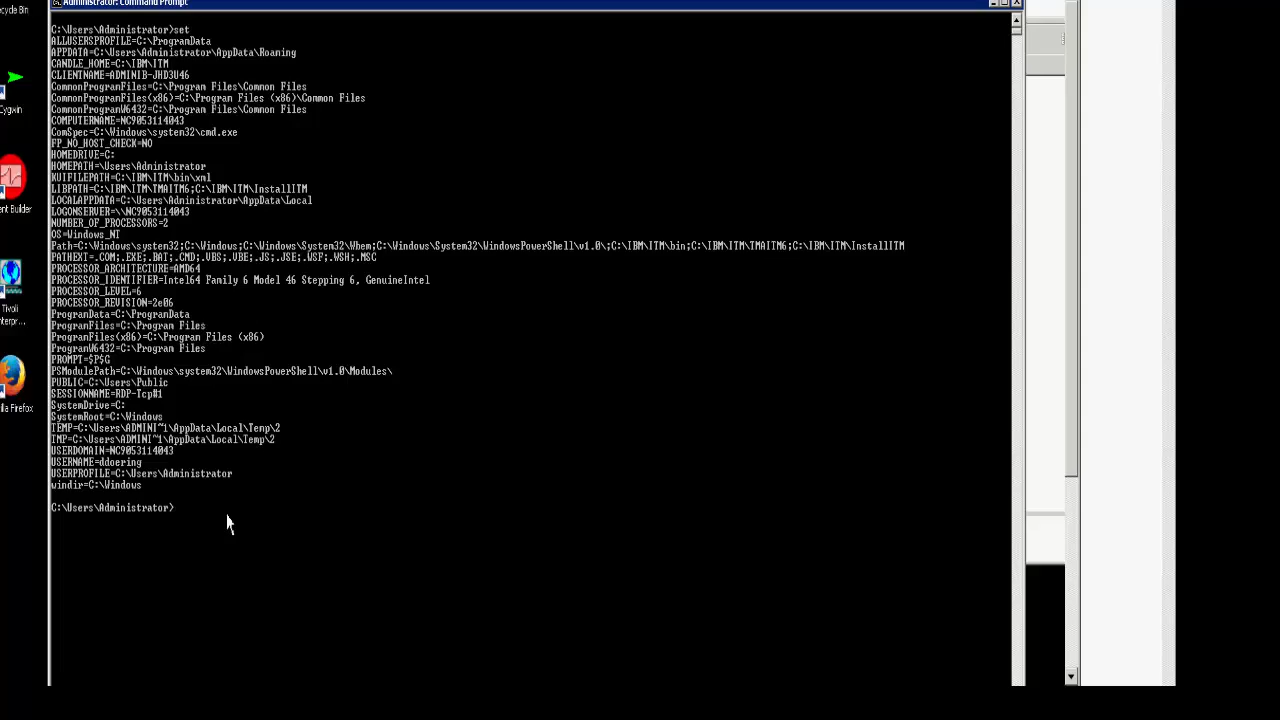 Administrator: Command Prompt
ecycle Bin
C:\Users\Administrator>set
ALLUSERSPROFILE=C:\ProgramData
APPDATA=C:\Users\Administrator\AppData\Roaming
CANDLE_HOME=C:\IBM\ITM
CLIENTNAME=ADMINIB-JHD3U46
CommonProgramFiles=C:\Program Files\Common Files
CommonProgramFiles(x86)=C:\Program Files (x86)\Common Files
CommonProgramW6432=C:\Program Files\Common Files
COMPUTERNAME=NC9053114043
ComSpec=C:\Windows\system32\cmd.exe
FP_NO_HOST_CHECK=NO
HOMEDRIVE=C:
HOMEPATH=\Users\Administrator
KUIFILEPATH=C:\IBM\ITM\bin\xml
LIBPATH=C:\IBM\ITM\TMAITM6;C:\IBM\ITM\InstallITM
LOCALAPPDATA=C:\Users\Administrator\AppData\Local
LOGONSERVER=\\NC9053114043
NUMBER_OF_PROCESSORS=2
OS=Windows_NT
Path=C:\Windows\system32;C:\Windows;C:\Windows\System32\Wbem;C:\Windows\System32\WindowsPowerShell\v1.0\;C:\IBM\ITM\bin;C:\IBM\ITM\TMAITM6;C:\IBM\ITM\InstallITM
PATHEXT=.COM;.EXE;.BAT;.CMD;.VBS;.VBE;.JS;.JSE;.WSF;.WSH;.MSC
PROCESSOR_ARCHITECTURE=AMD64
PROCESSOR_IDENTIFIER=Intel64 Family 6 Model 46 Stepping 6, GenuineIntel
PROCESSOR_LEVEL=6
PROCESSOR_REVISION=2e06
ProgramData=C:\ProgramData
ProgramFiles=C:\Program Files
ProgramFiles(x86)=C:\Program Files (x86)
ProgramW6432=C:\Program Files
PROMPT=$P$G
PSModulePath=C:\Windows\system32\WindowsPowerShell\v1.0\Modules\
PUBLIC=C:\Users\Public
SESSIONNAME=RDP-Tcp#1
SystemDrive=C:
SystemRoot=C:\Windows
TEMP=C:\Users\ADMINI~1\AppData\Local\Temp\2
TMP=C:\Users\ADMINI~1\AppData\Local\Temp\2
USERDOMAIN=NC9053114043
USERNAME=ddoering
USERPROFILE=C:\Users\Administrator
windir=C:\Windows
C:\Users\Administrator>
Cygwin
ent Builder
Tivoli
nterpr...
illa Firefox